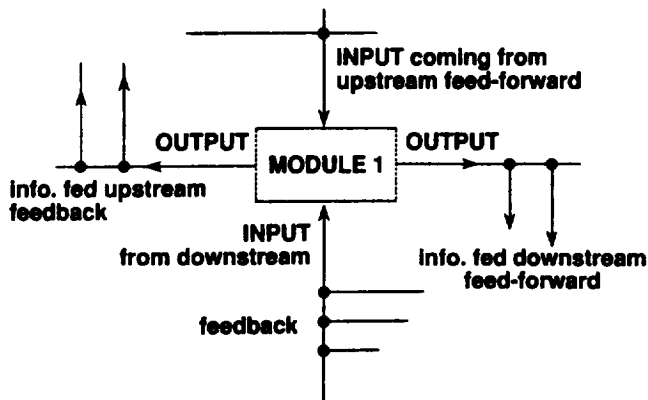 INPUT coming from
upstream feed-forward
OUTPUT
MODULE 1
OUTPUT
info. fed upstream
feedback
INPUT
from downstream
info. fed downstream
feed-forward
feedback